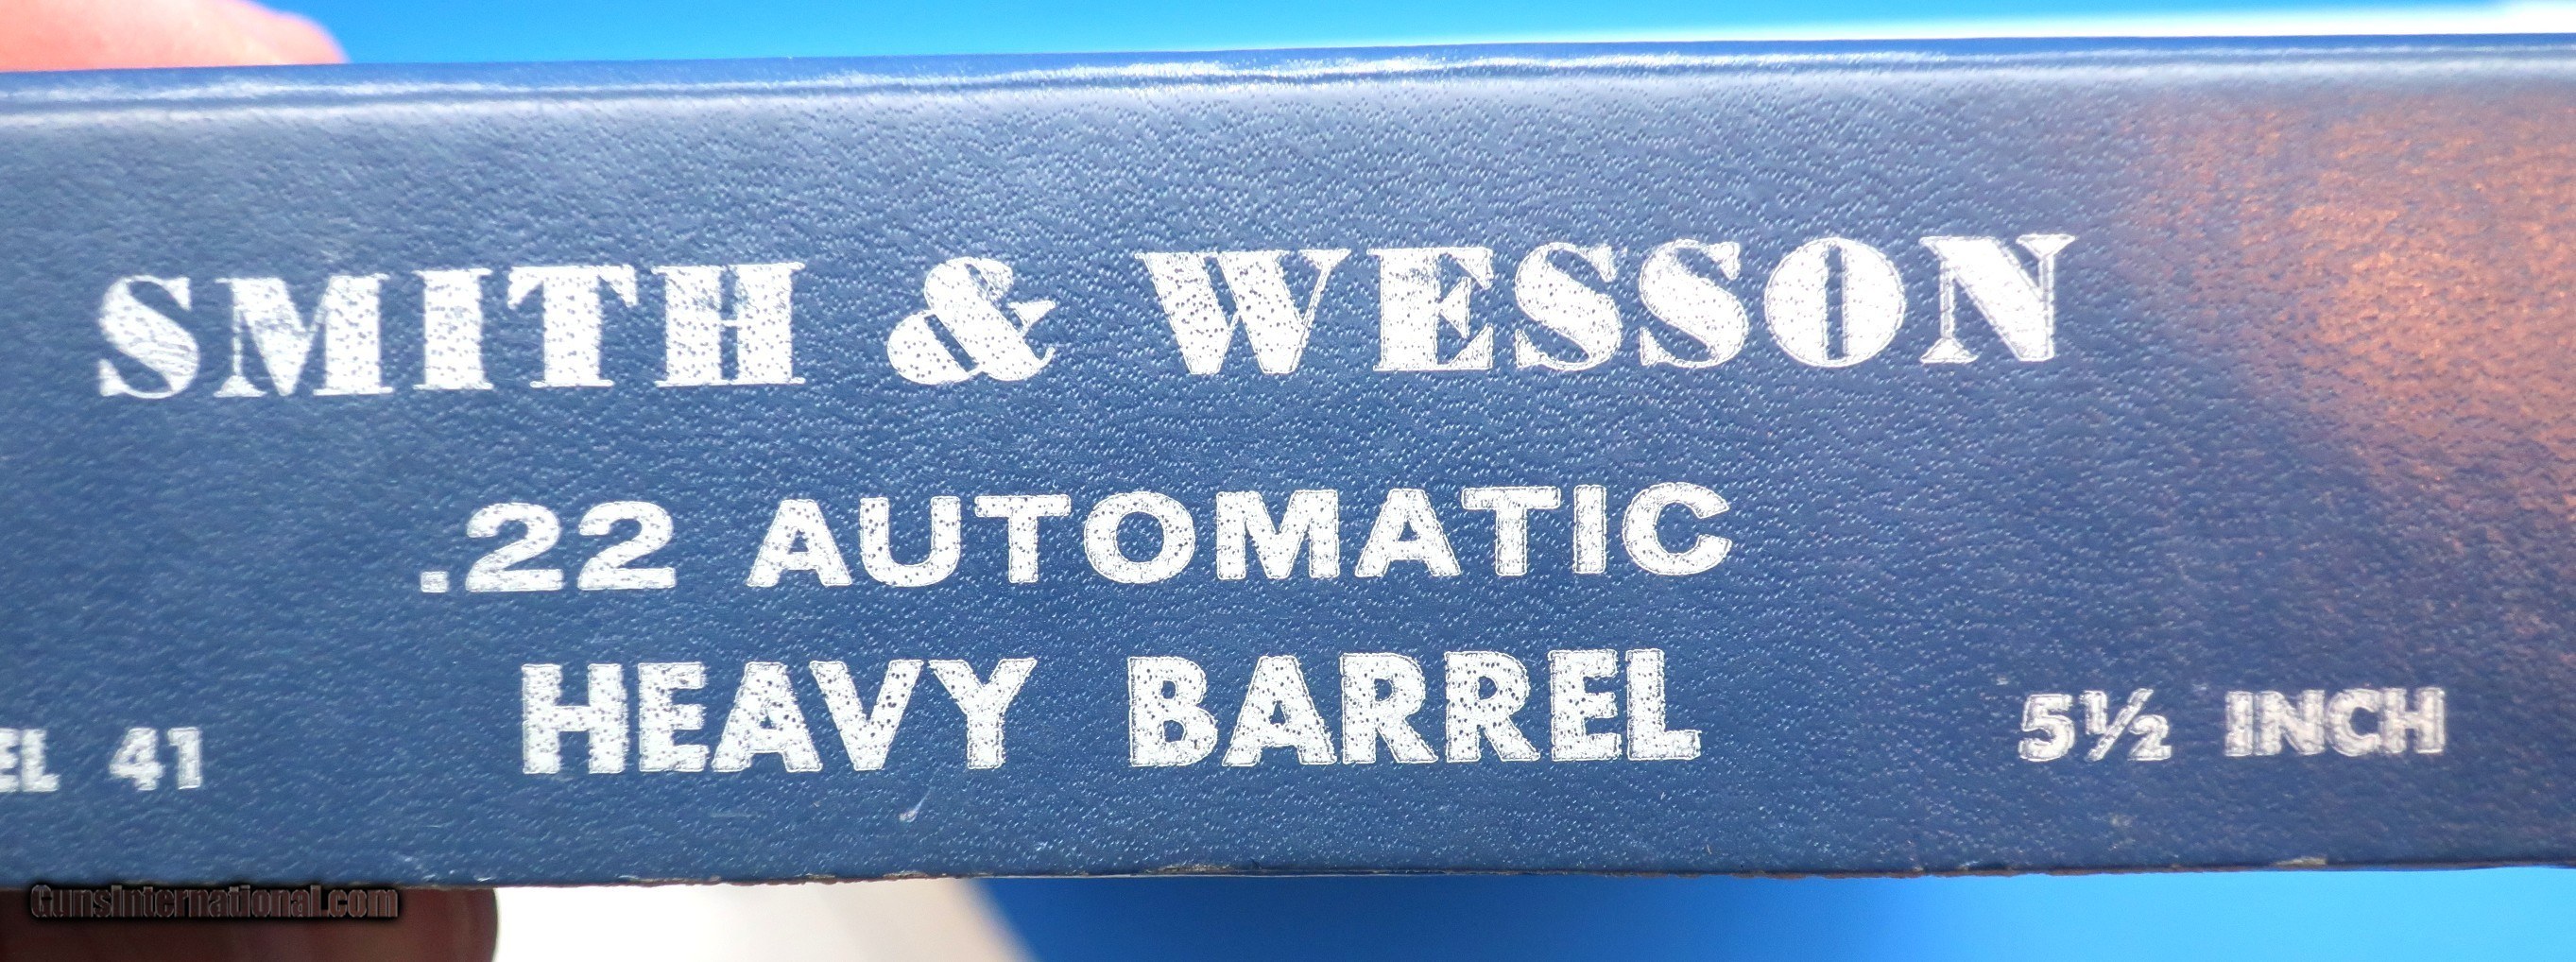 SMITH & WESSON
.22 AUTOMATIC
HEAVY BARREL
EL 41
5½ INCH
GunsInternational.com